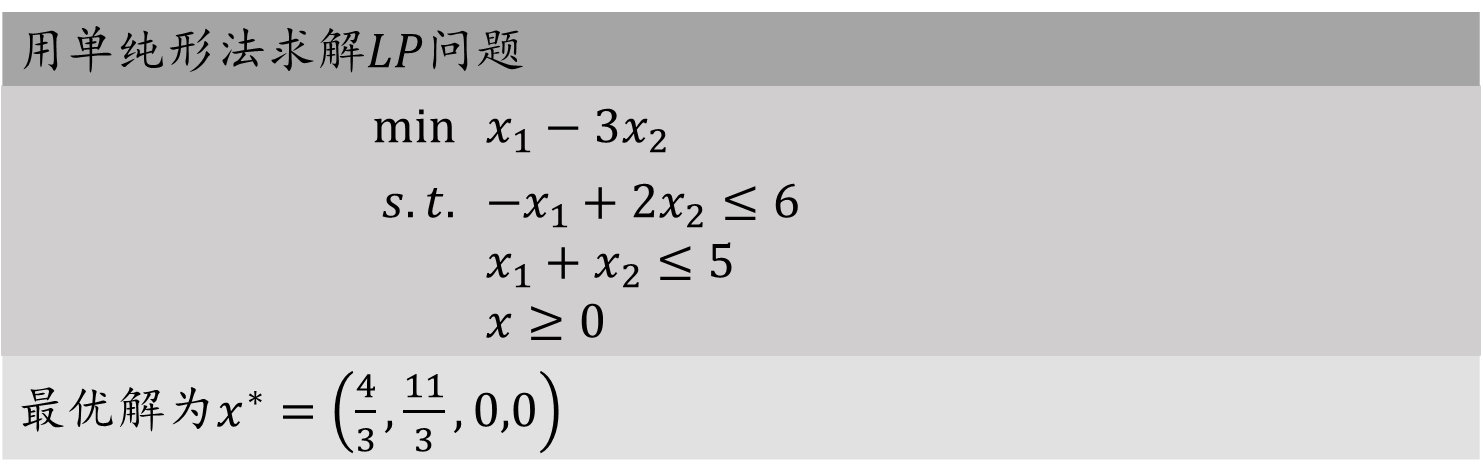 用单纯形法求解LP问题
min x₁ − 3x₂
s.t. −x₁ + 2x₂ ≤ 6
x₁ + x₂ ≤ 5
x ≥ 0
最优解为x* = (4/3, 11/3, 0,0)